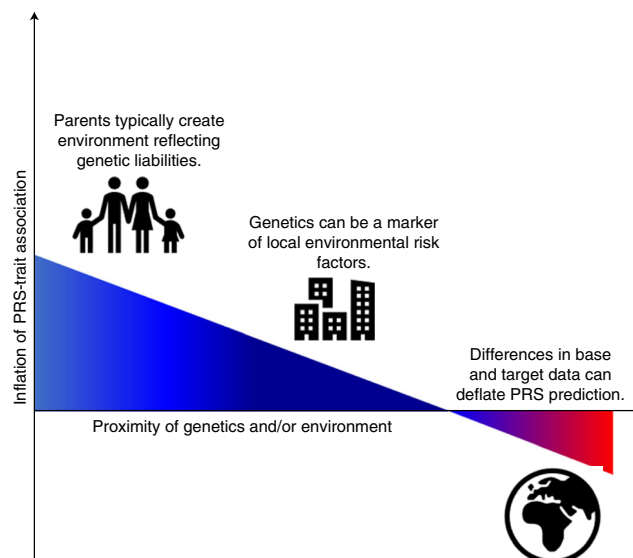 Parents typically create
environment reflecting
genetic liabilities.
Genetics can be a marker
of local environmental risk
factors.
Differences in base
and target data can
deflate PRS prediction.
Inflation of PRS-trait association
Proximity of genetics and/or environment